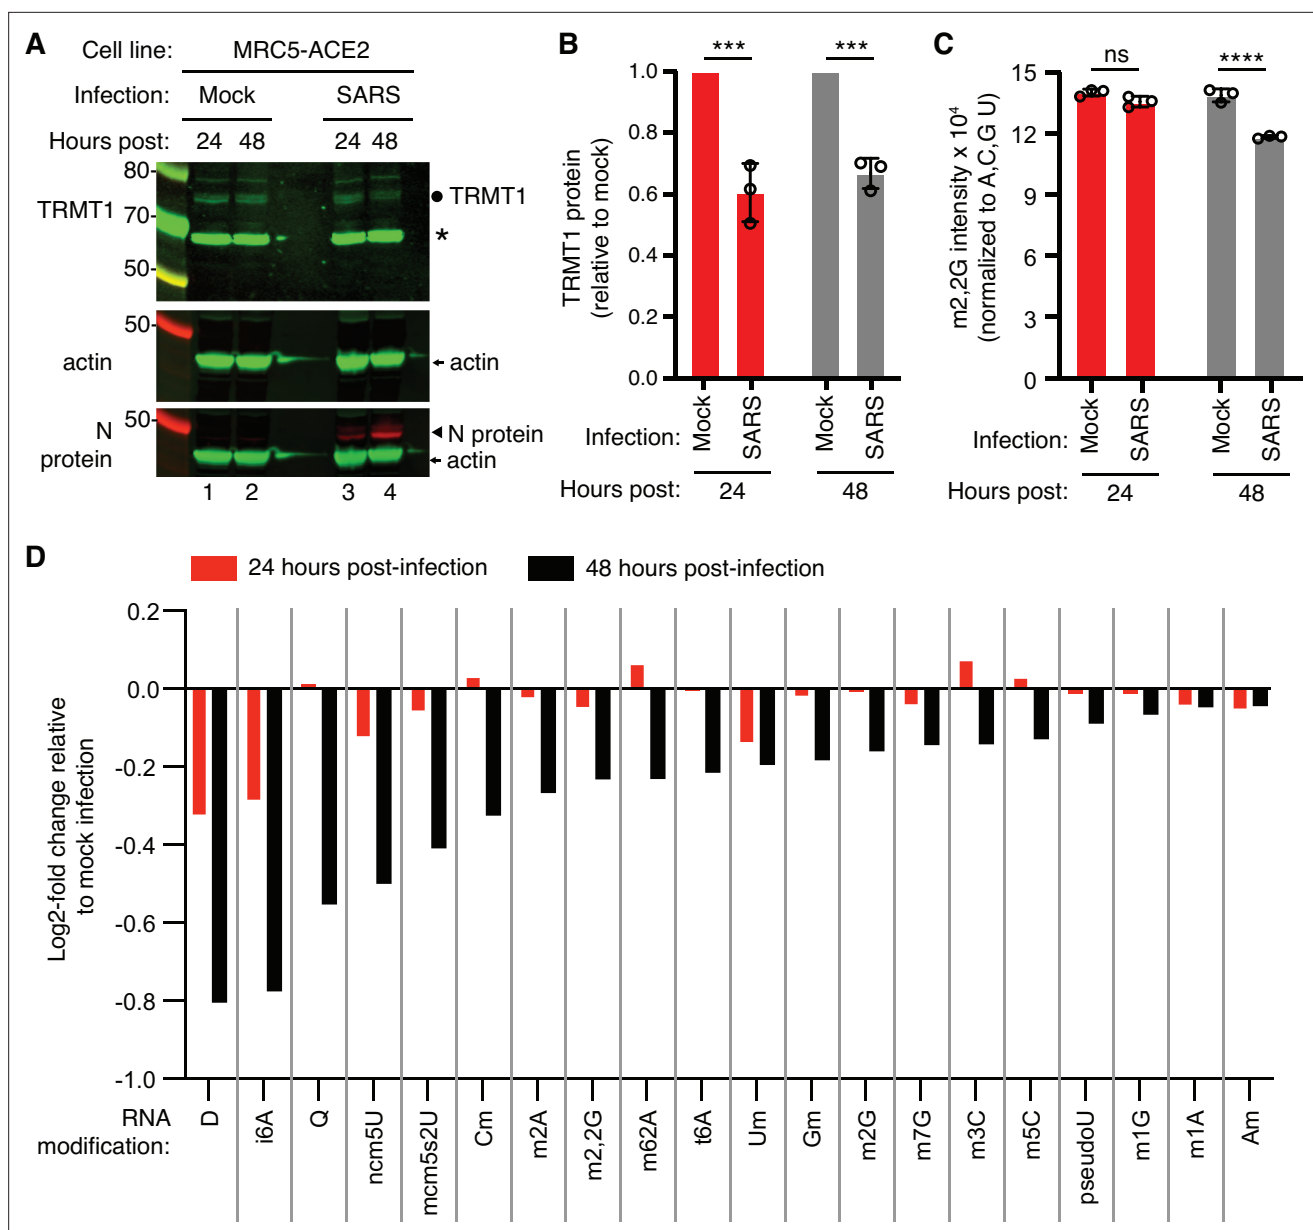 A
Cell line: MRC5-ACE2
Infection: Mock SARS
Hours post: 24 48 24 48
80-
TRMT1 70-
50-
● TRMT1
*
50-
actin
← actin
50-
N protein
◀ N protein
← actin
1 2 3 4
B
*** ***
1.0
0.8
0.6
0.4
0.2
0.0
TRMT1 protein
(relative to mock)
Infection: Mock SARS Mock SARS
Hours post: 24 48
C
ns ****
15
12
9
6
3
0
m2,2G intensity x 10⁴
(normalized to A,C,G U)
Infection: Mock SARS Mock SARS
Hours post: 24 48
D
24 hours post-infection 48 hours post-infection
0.2
0.0
-0.2
-0.4
-0.6
-0.8
-1.0
Log2-fold change relative
to mock infection
RNA
modification:
D i6A Q ncm5U mcm5s2U Cm m2A m2,2G m62A t6A Um Gm m2G m7G m3C m5C pseudoU m1G m1A Am